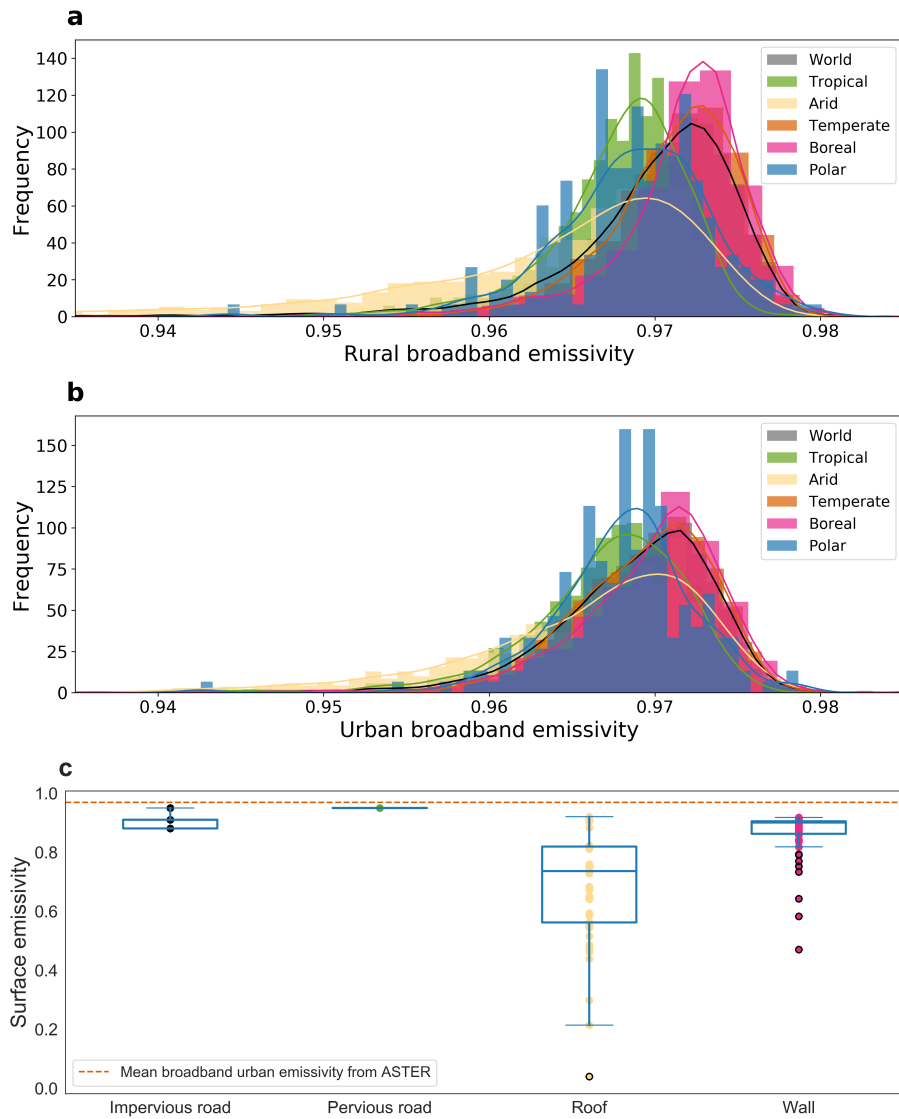 a
140
120
100
80
60
40
20
0
Frequency
World
Tropical
Arid
Temperate
Boreal
Polar
0.94 0.95 0.96 0.97 0.98
Rural broadband emissivity
b
150
125
100
75
50
25
0
Frequency
World
Tropical
Arid
Temperate
Boreal
Polar
0.94 0.95 0.96 0.97 0.98
Urban broadband emissivity
c
1.0
0.8
0.6
0.4
0.2
0.0
Surface emissivity
Mean broadband urban emissivity from ASTER
Impervious road Pervious road Roof Wall